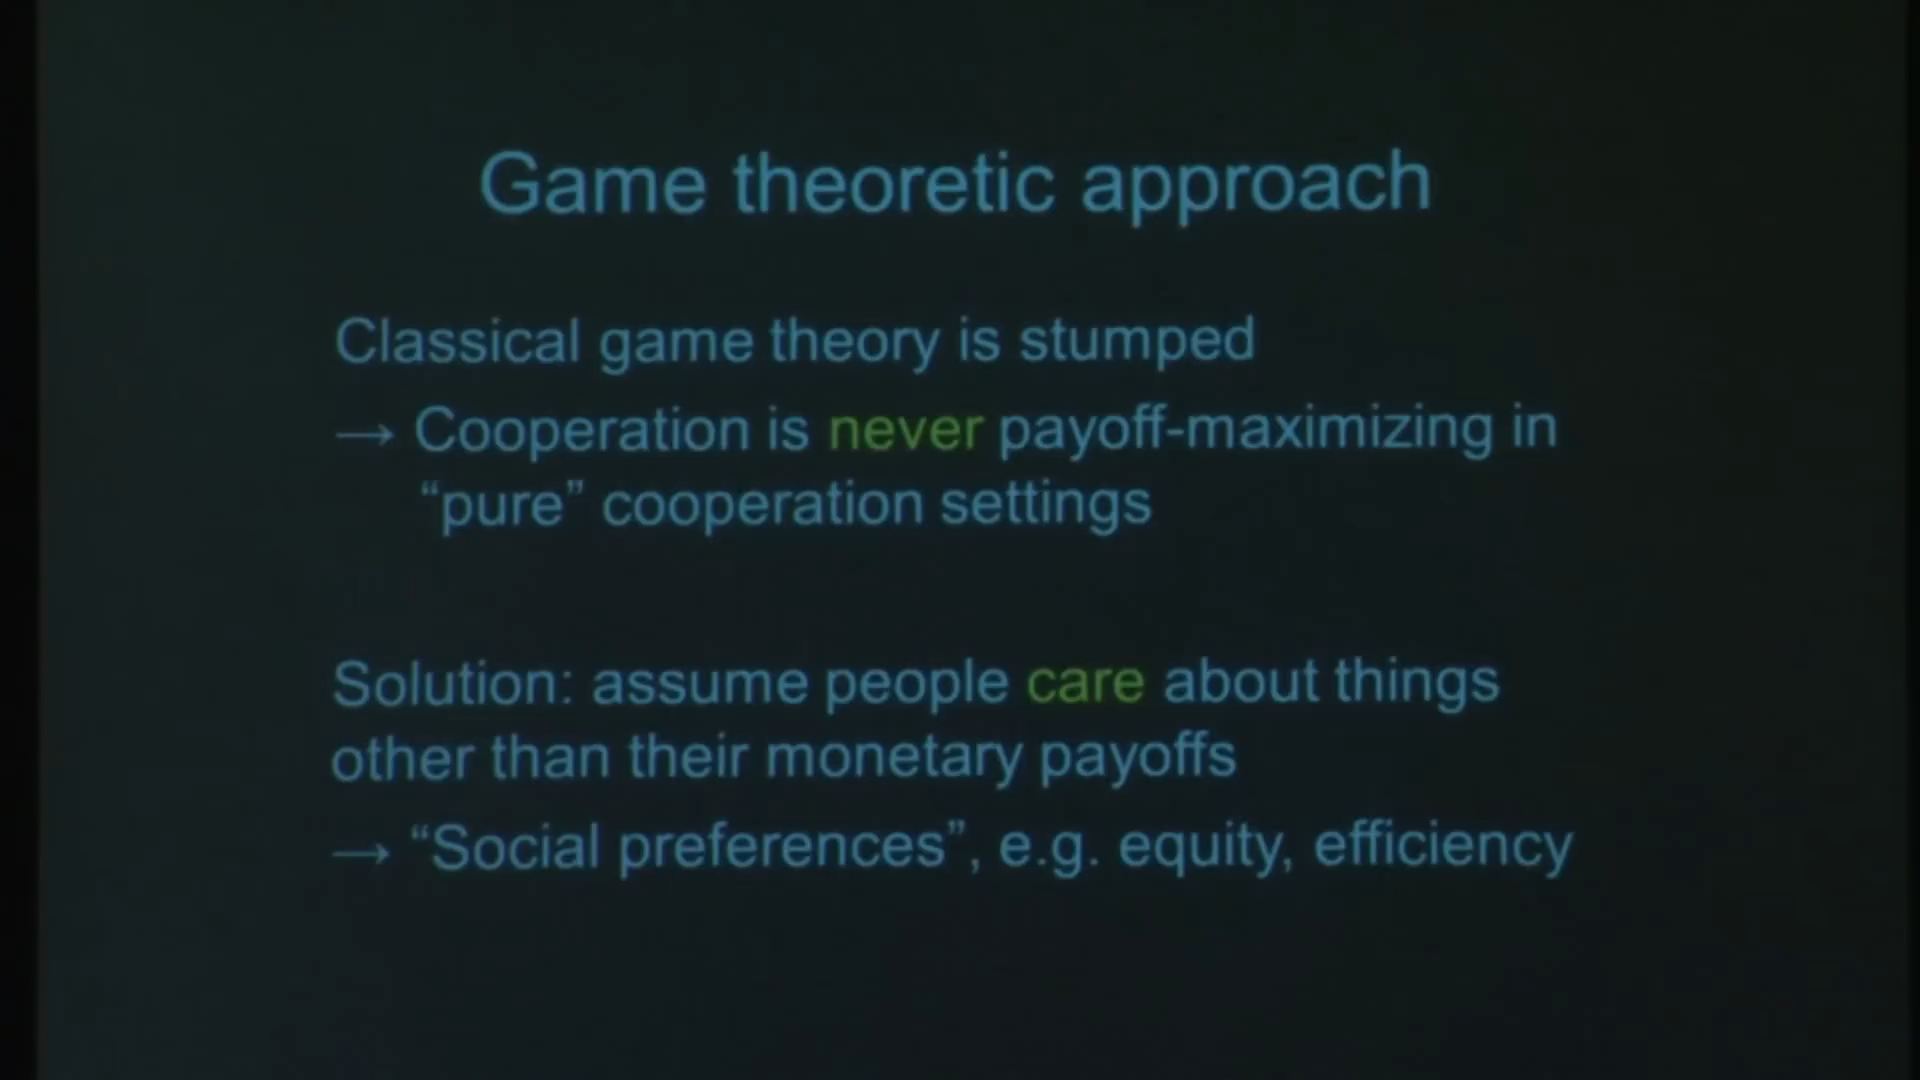 Game theoretic approach
Classical game theory is stumped
→ Cooperation is never payoff-maximizing in
“pure” cooperation settings
Solution: assume people care about things
other than their monetary payoffs
→ “Social preferences”, e.g. equity, efficiency